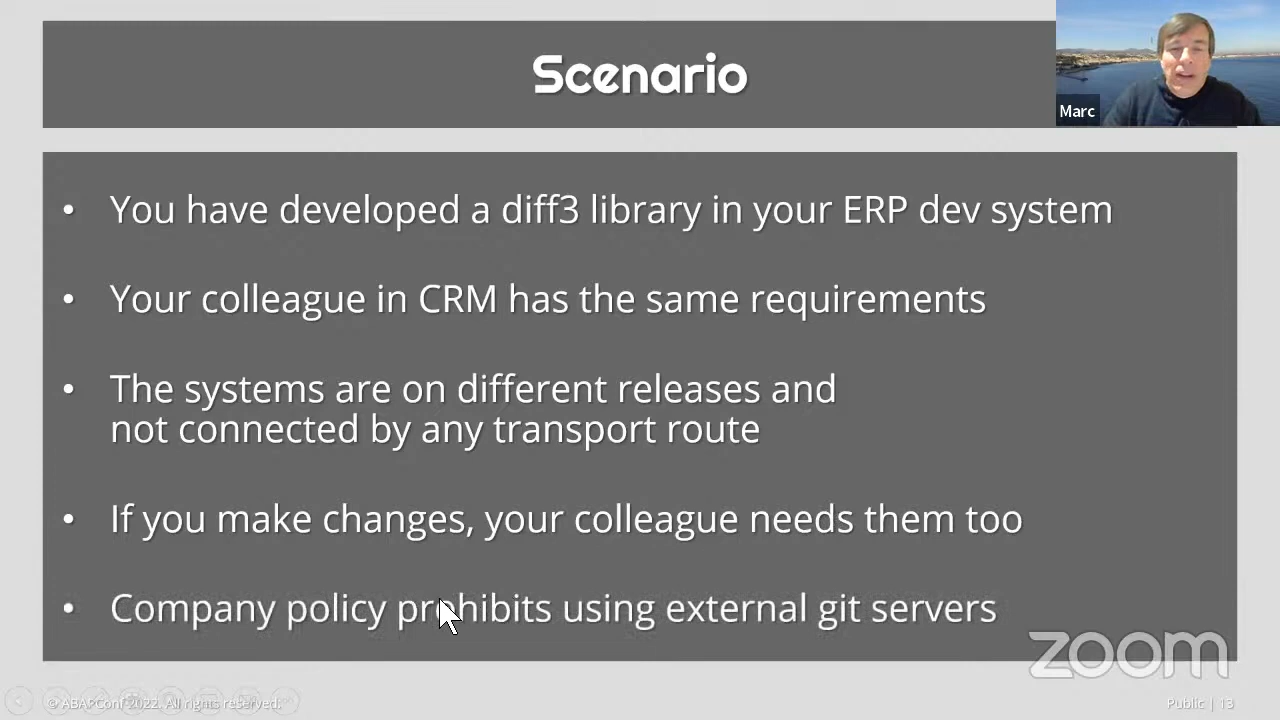 Scenario
Marc
• You have developed a diff3 library in your ERP dev system
• Your colleague in CRM has the same requirements
• The systems are on different releases and
not connected by any transport route
• If you make changes, your colleague needs them too
• Company policy prohibits using external git servers
zoom
© ABAPConf 2022. All rights reserved.
Public | 13